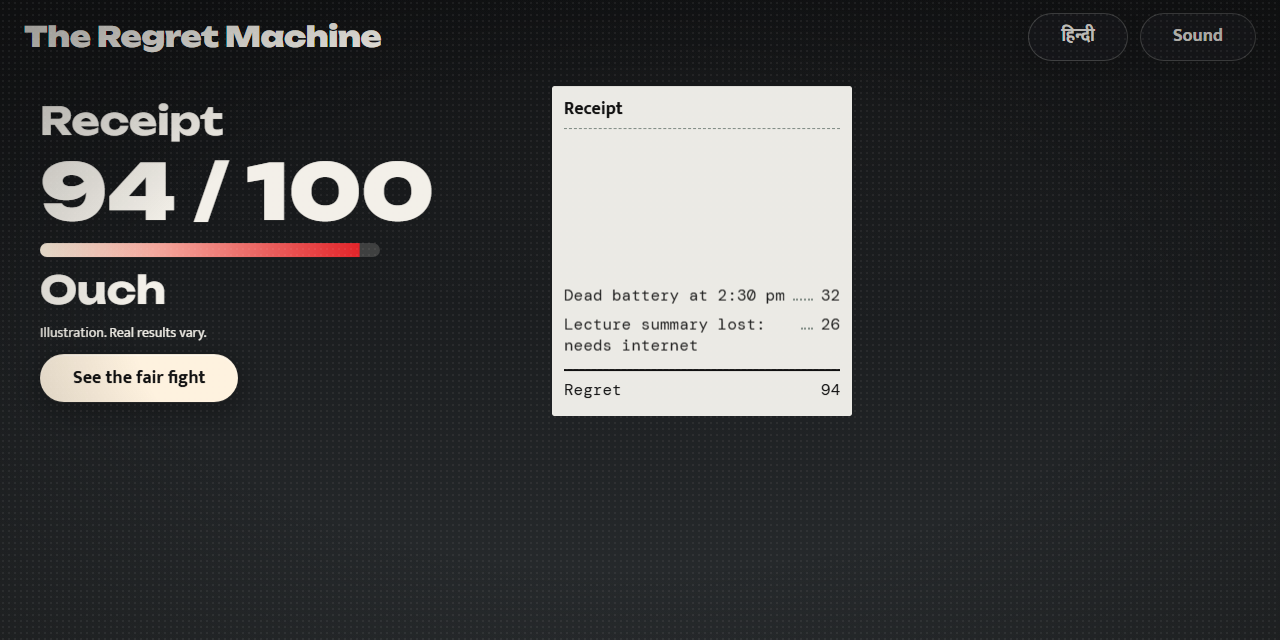 The Regret Machine
हिन्दी
Sound
Receipt
94 / 100
Ouch
Illustration. Real results vary.
See the fair fight
Receipt
Dead battery at 2:30 pm ...... 32
Lecture summary lost: .... 26
needs internet
Regret 94